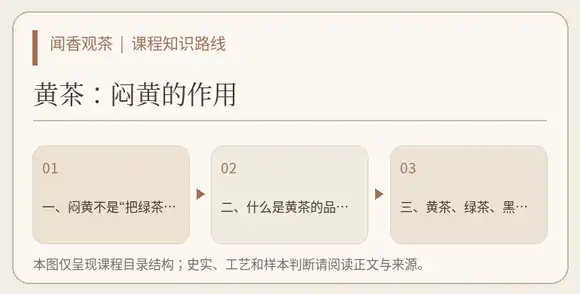 闻香观茶｜课程知识路线
黄茶：闷黄的作用
01
一、闷黄不是“把绿茶…
02
二、什么是黄茶的品…
03
三、黄茶、绿茶、黑…
本图仅呈现课程目录结构；史实、工艺和样本判断请阅读正文与来源。